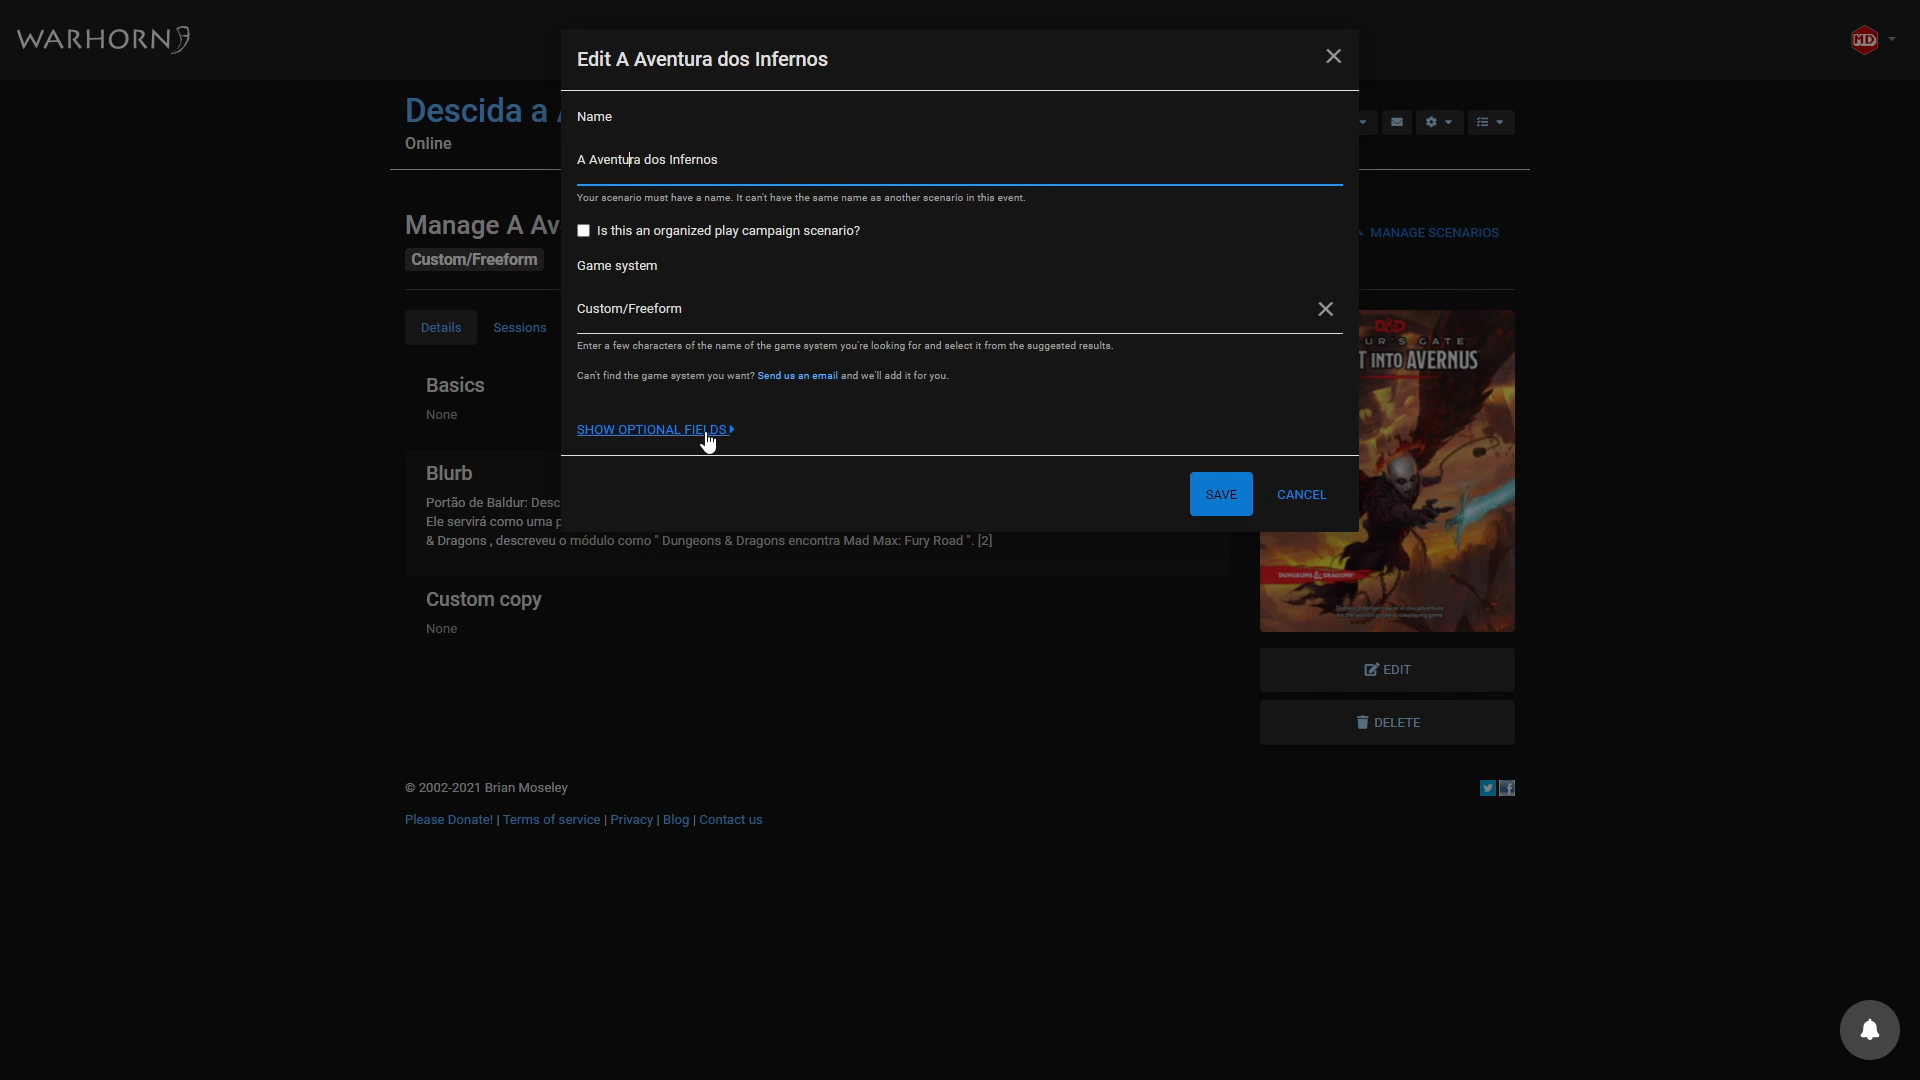 WARHORN
MD
Edit A Aventura dos Infernos
Descida a
Online
Name
A Aventura dos Infernos
Your scenario must have a name. It can't have the same name as another scenario in this event.
Is this an organized play campaign scenario?
Manage A Av
MANAGE SCENARIOS
Custom/Freeform
Game system
Custom/Freeform
Enter a few characters of the name of the game system you're looking for and select it from the suggested results.
Can't find the game system you want? Send us an email and we'll add it for you.
Details
Sessions
D&D
UR'S GATE
T INTO AVERNUS
Basics
None
SHOW OPTIONAL FIELDS
SAVE
CANCEL
Blurb
Portão de Baldur: Desc
Ele servirá como uma p
& Dragons , descreveu o módulo como " Dungeons & Dragons encontra Mad Max: Fury Road ". [2]
DUNGEONS & DRAGONS
Custom copy
None
EDIT
DELETE
© 2002-2021 Brian Moseley
Please Donate! | Terms of service | Privacy | Blog | Contact us